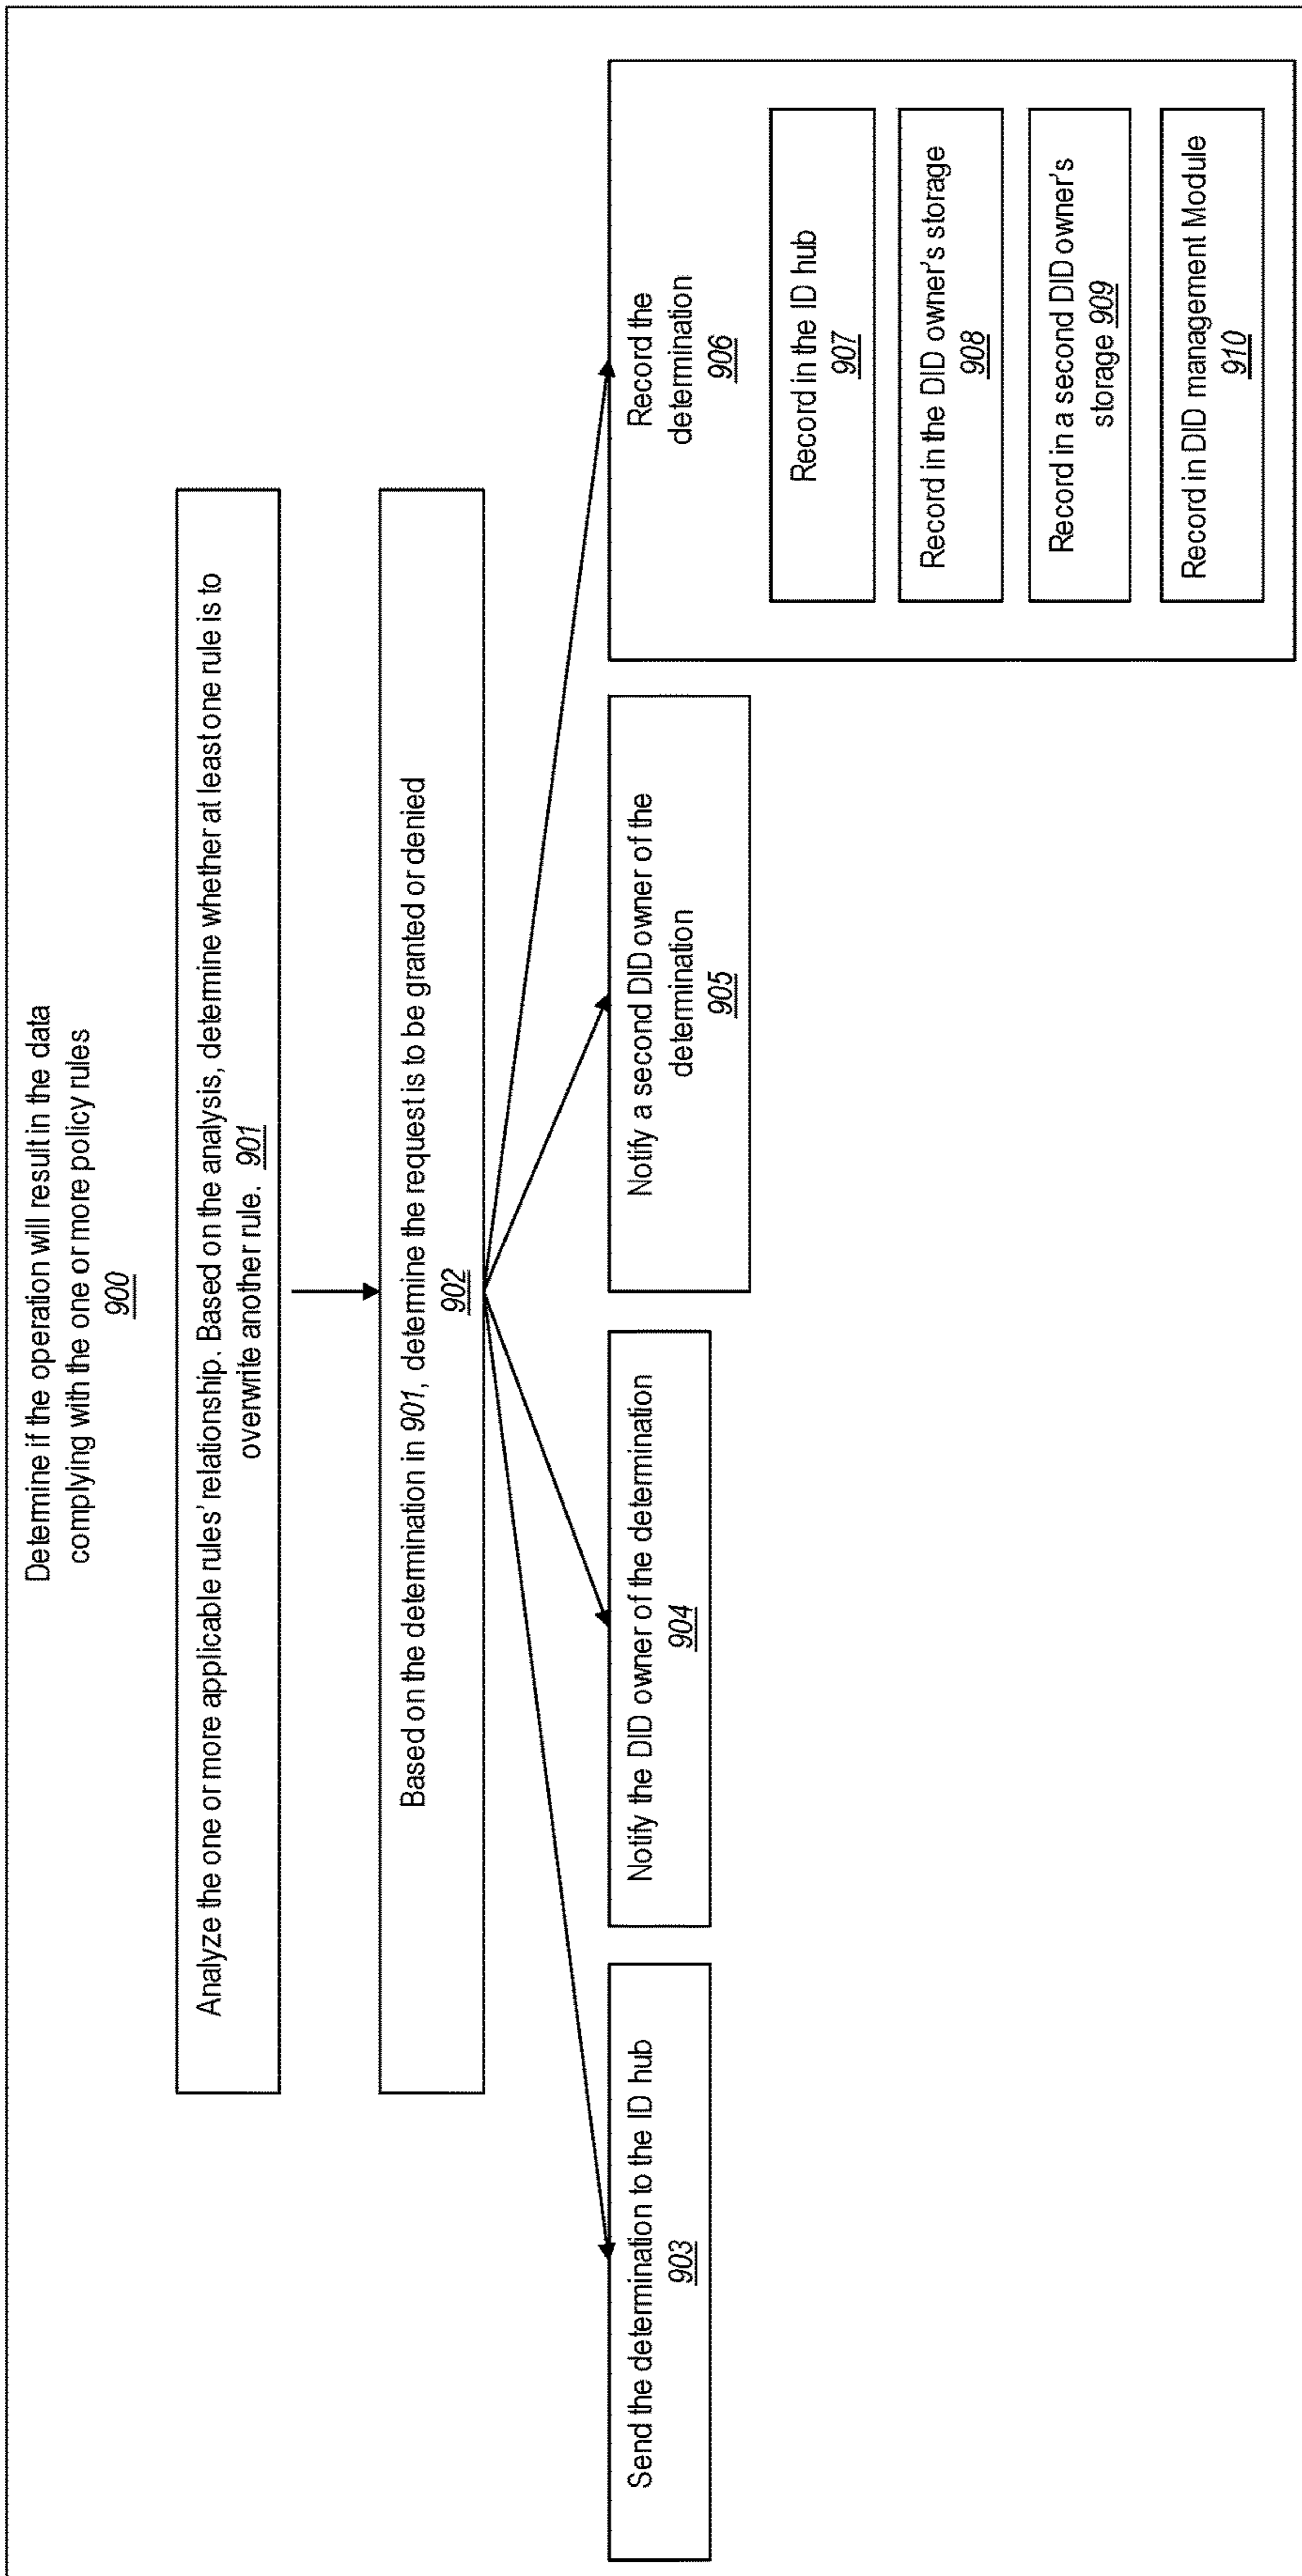 Determine if the operation will result in the data
complying with the one or more policy rules
900
Analyze the one or more applicable rules' relationship. Based on the analysis, determine whether at least one rule is to
overwrite another rule. 901
Based on the determination in 901, determine the request is to be granted or denied
902
Send the determination to the ID hub
903
Notify the DID owner of the determination
904
Notify a second DID owner of the
determination
905
Record the
determination
906
Record in the ID hub
907
Record in the DID owner's storage
908
Record in a second DID owner's
storage 909
Record in DID management Module
910